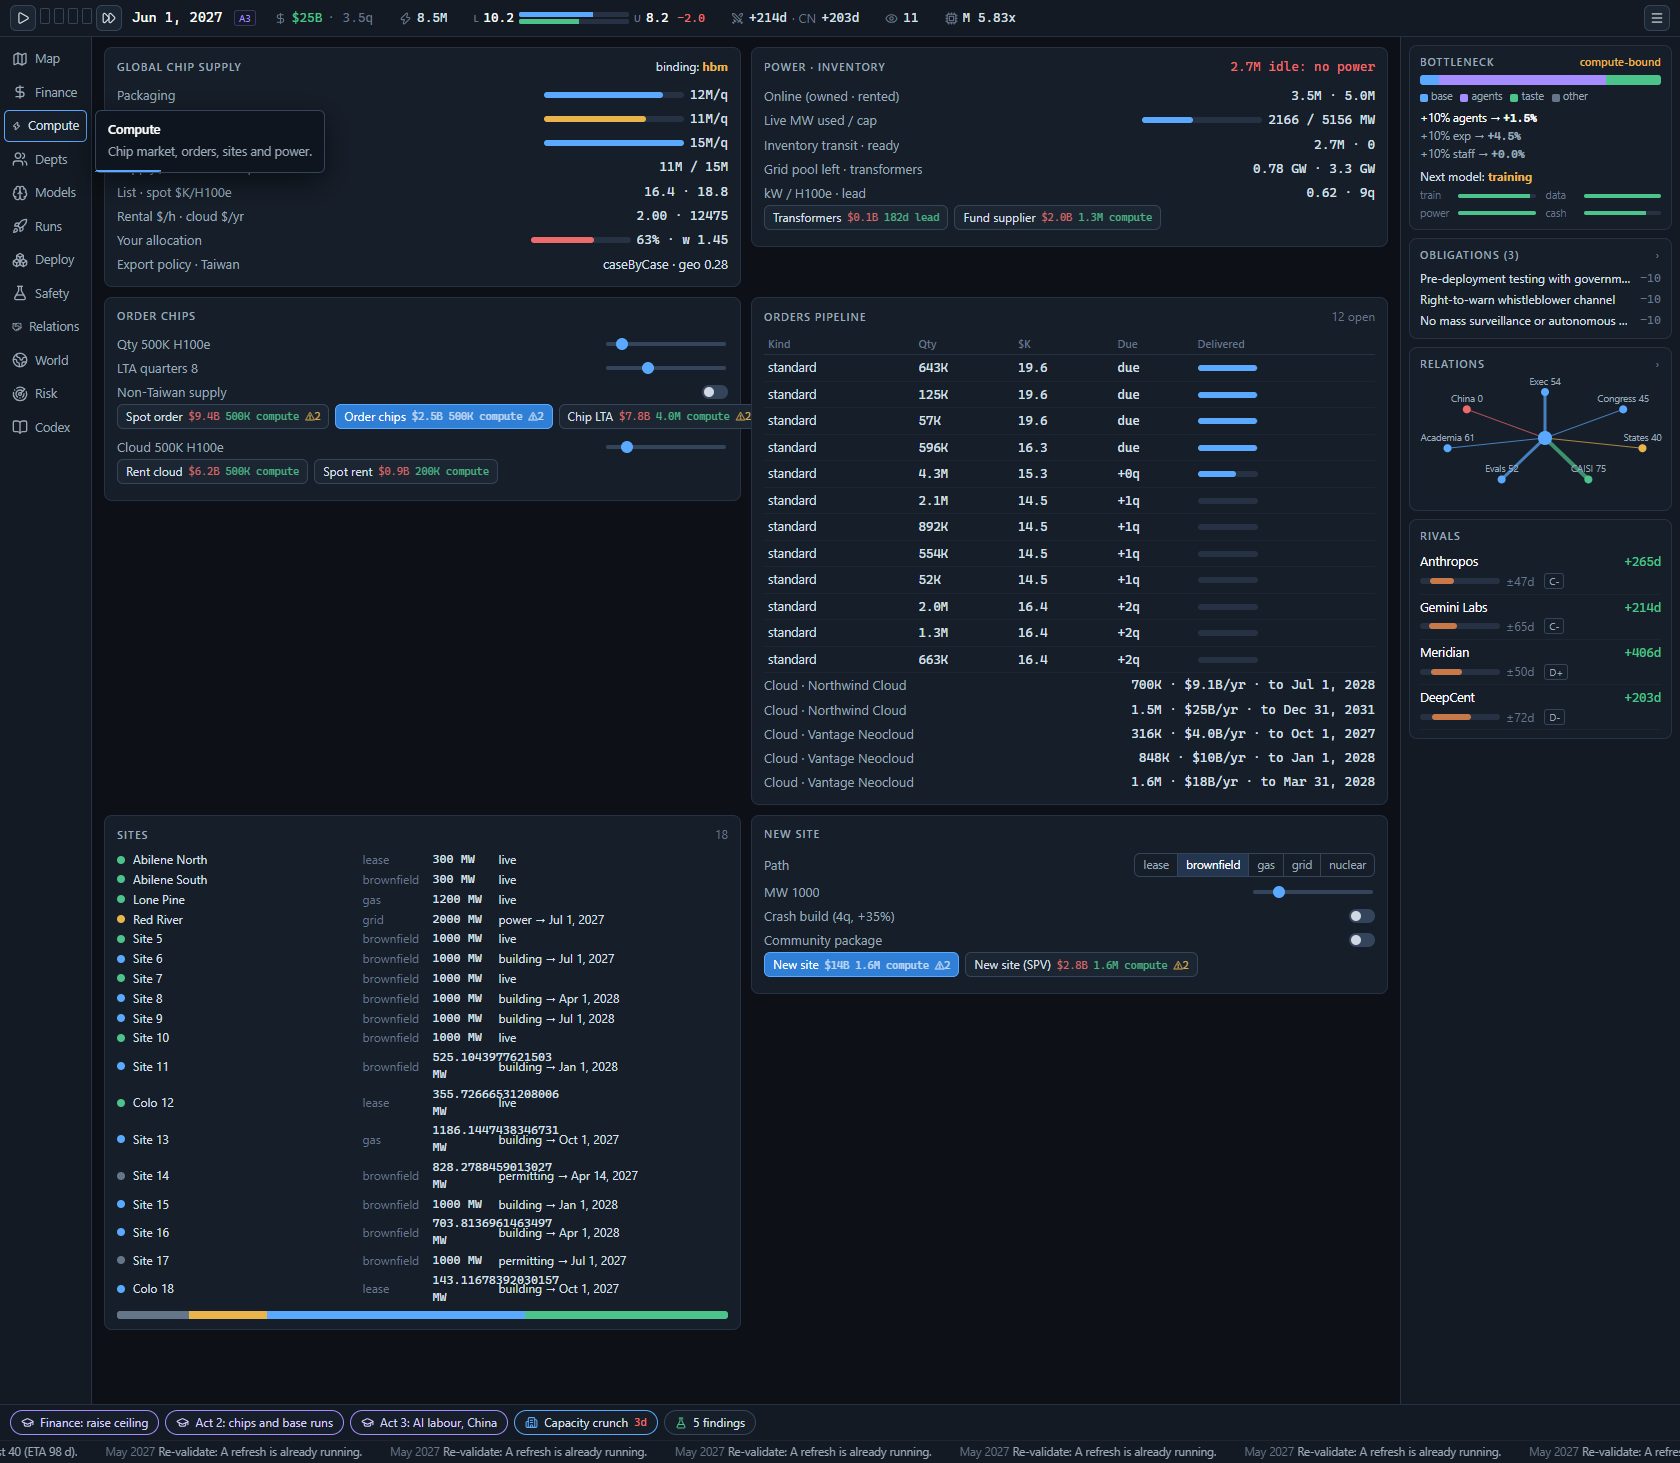 Jun 1, 2027 A3 $ $25B · 3.5q 8.5M L 10.2 U 8.2 −2.0 +214d · CN +203d 11 M 5.83x
Map
Finance
Compute
Depts
Models
Runs
Deploy
Safety
Relations
World
Risk
Codex
Compute
Chip market, orders, sites and power.
GLOBAL CHIP SUPPLY binding: hbm
Packaging 12M/q
11M/q
15M/q
11M / 15M
List · spot $K/H100e 16.4 · 18.8
Rental $/h · cloud $/yr 2.00 · 12475
Your allocation 63% · w 1.45
Export policy · Taiwan caseByCase · geo 0.28
POWER · INVENTORY 2.7M idle: no power
Online (owned · rented) 3.5M · 5.0M
Live MW used / cap 2166 / 5156 MW
Inventory transit · ready 2.7M · 0
Grid pool left · transformers 0.78 GW · 3.3 GW
kW / H100e · lead 0.62 · 9q
Transformers $0.1B 182d lead Fund supplier $2.0B 1.3M compute
ORDER CHIPS
Qty 500K H100e
LTA quarters 8
Non-Taiwan supply
Spot order $9.4B 500K compute ⚠2 Order chips $2.5B 500K compute ⚠2 Chip LTA $7.8B 4.0M compute ⚠2
Cloud 500K H100e
Rent cloud $6.2B 500K compute Spot rent $0.9B 200K compute
ORDERS PIPELINE 12 open
Kind Qty $K Due Delivered
standard 643K 19.6 due
standard 125K 19.6 due
standard 57K 19.6 due
standard 596K 16.3 due
standard 4.3M 15.3 +0q
standard 2.1M 14.5 +1q
standard 892K 14.5 +1q
standard 554K 14.5 +1q
standard 52K 14.5 +1q
standard 2.0M 16.4 +2q
standard 1.3M 16.4 +2q
standard 663K 16.4 +2q
Cloud · Northwind Cloud 700K · $9.1B/yr · to Jul 1, 2028
Cloud · Northwind Cloud 1.5M · $25B/yr · to Dec 31, 2031
Cloud · Vantage Neocloud 316K · $4.0B/yr · to Oct 1, 2027
Cloud · Vantage Neocloud 848K · $10B/yr · to Jan 1, 2028
Cloud · Vantage Neocloud 1.6M · $18B/yr · to Mar 31, 2028
SITES 18
Abilene North lease 300 MW live
Abilene South brownfield 300 MW live
Lone Pine gas 1200 MW live
Red River grid 2000 MW power → Jul 1, 2027
Site 5 brownfield 1000 MW live
Site 6 brownfield 1000 MW building → Jul 1, 2027
Site 7 brownfield 1000 MW live
Site 8 brownfield 1000 MW building → Apr 1, 2028
Site 9 brownfield 1000 MW building → Jul 1, 2028
Site 10 brownfield 1000 MW live
Site 11 brownfield 525.1043977621503 MW building → Jan 1, 2028
Colo 12 lease 355.72666531208006 MW live
Site 13 gas 1186.1447438346731 MW building → Oct 1, 2027
Site 14 brownfield 828.2788459013027 MW permitting → Apr 14, 2027
Site 15 brownfield 1000 MW building → Jan 1, 2028
Site 16 brownfield 703.8136961463497 MW building → Apr 1, 2028
Site 17 brownfield 1000 MW permitting → Jul 1, 2027
Colo 18 lease 143.11678392030157 MW building → Oct 1, 2027
NEW SITE
Path lease brownfield gas grid nuclear
MW 1000
Crash build (4q, +35%)
Community package
New site $14B 1.6M compute ⚠2 New site (SPV) $2.8B 1.6M compute ⚠2
BOTTLENECK compute-bound
base agents taste other
+10% agents → +1.5%
+10% exp → +4.5%
+10% staff → +0.0%
Next model: training
train data
power cash
OBLIGATIONS (3) ›
Pre-deployment testing with governm... −10
Right-to-warn whistleblower channel −10
No mass surveillance or autonomous ... −10
RELATIONS ›
Exec 54
China 0 Congress 45
Academia 61 States 40
Evals 52 CAISI 75
RIVALS
Anthropos +265d
±47d C-
Gemini Labs +214d
±65d C-
Meridian +406d
±50d D+
DeepCent +203d
±72d D-
Finance: raise ceiling Act 2: chips and base runs Act 3: AI labour, China Capacity crunch 3d 5 findings
t 40 (ETA 98 d). May 2027 Re-validate: A refresh is already running. May 2027 Re-validate: A refresh is already running. May 2027 Re-validate: A refresh is already running. May 2027 Re-validate: A refresh is already running. May 2027 Re-validate: A refresh is already running. May 2027 Re-validate: A refres